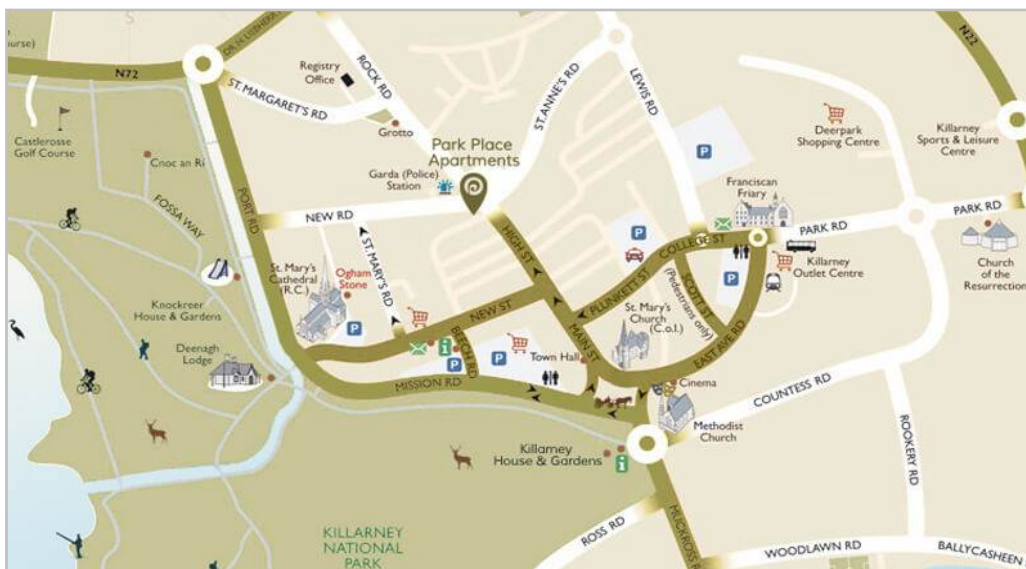 N72
DR. H.
N22
ROCK RD
Registry
Office
ST. MARGARET'S RD
Grotto
ST. ANNE'S RD
LEWIS RD
P
Deerpark
Shopping Centre
Killarney
Sports & Leisure
Centre
Castlerosse
Golf Course
Cnoc an Rí
FOSSA WAY
PORT RD
Park Place
Apartments
Garda (Police)
Station
NEW RD
HIGH ST
Franciscan
Friary
PARK RD
PARK RD
COLLEGE ST
P
Killarney
Outlet Centre
Church
of the
Resurrection
St. Mary's
Cathedral
(R.C.)
Ogham
Stone
ST. MARY'S RD
P
NEW ST
BEECH RD
PLUNKETT ST
SCOTT ST
(Pedestrians only)
P
Knockreer
House & Gardens
Deenagh
Lodge
MISSION RD
i
P
P
Town Hall
MAIN ST
St. Mary's
Church
(C.o.I.)
EAST AVE RD
Cinema
COUNTESS RD
Methodist
Church
Killarney
House & Gardens
i
ROOKERY RD
ROSS RD
MUCKROSS R
KILLARNEY
NATIONAL
PARK
WOODLAWN RD
BALLYCASHEEN